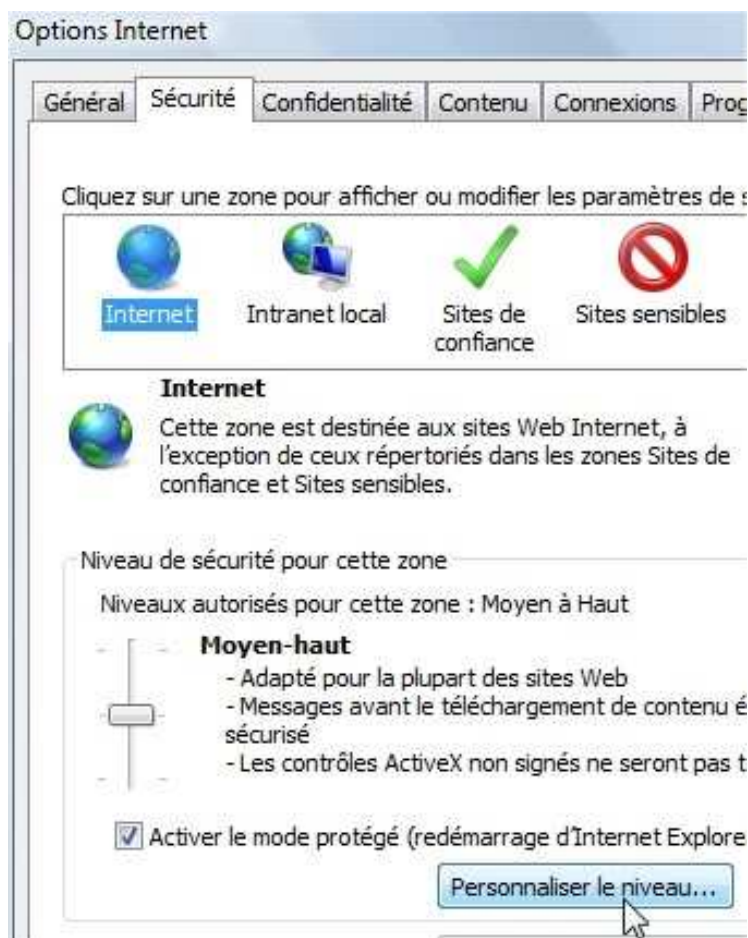 Options Internet
Général Sécurité Confidentialité Contenu Connexions Prog
Cliquez sur une zone pour afficher ou modifier les paramètres de s
Internet Intranet local Sites de confiance Sites sensibles
Internet
Cette zone est destinée aux sites Web Internet, à
l'exception de ceux répertoriés dans les zones Sites de
confiance et Sites sensibles.
Niveau de sécurité pour cette zone
Niveaux autorisés pour cette zone : Moyen à Haut
Moyen-haut
- Adapté pour la plupart des sites Web
- Messages avant le téléchargement de contenu é
sécurisé
- Les contrôles ActiveX non signés ne seront pas t
Activer le mode protégé (redémarrage d'Internet Explore
Personnaliser le niveau...